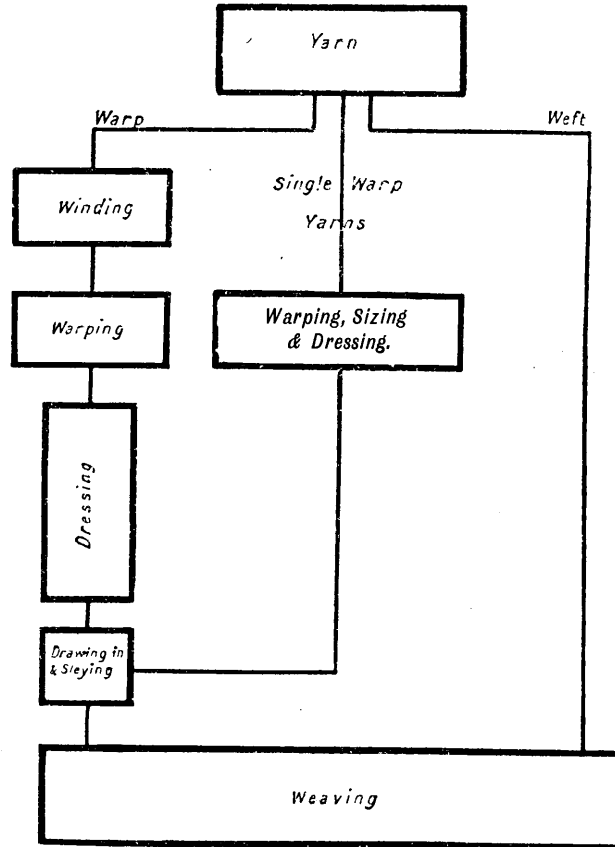 Yarn
Warp
Weft
Single Warp
Yarns
Winding
Warping
Warping, Sizing
& Dressing.
Dressing
Drawing in
& Sleying
Weaving